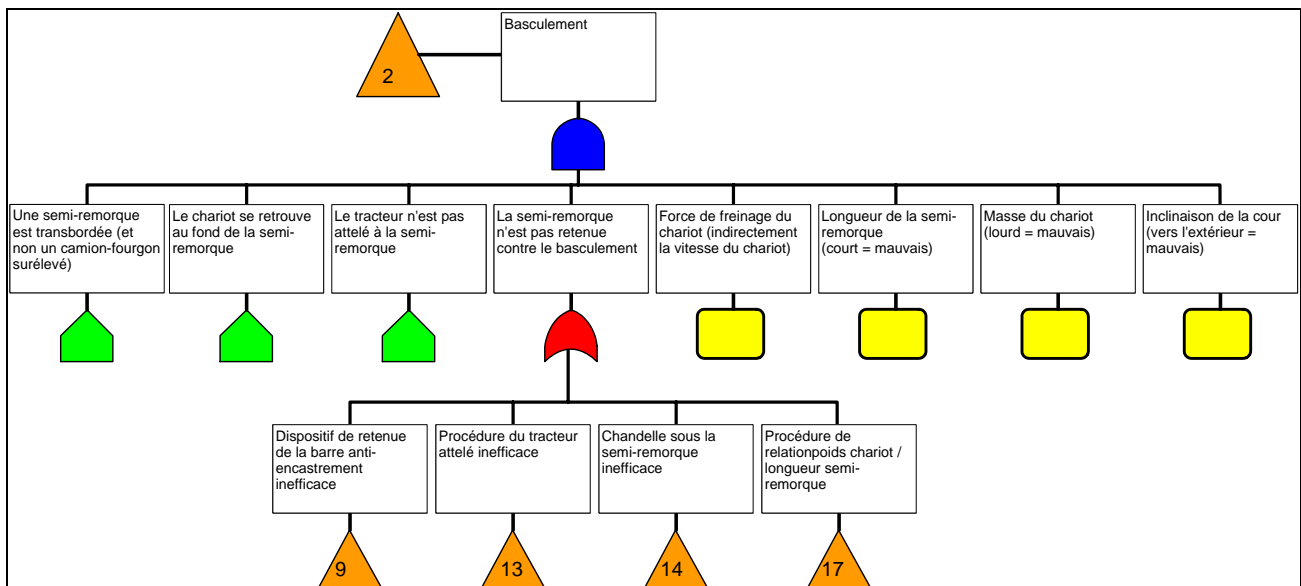 Basculement
2
Une semi-remorque
est transbordée (et
non un camion-fourgon
surélevé)
Le chariot se retrouve
au fond de la semi-
remorque
Le tracteur n'est pas
attelé à la semi-
remorque
La semi-remorque
n'est pas retenue
contre le basculement
Force de freinage du
chariot (indirectement
la vitesse du chariot)
Longueur de la semi-
remorque
(court = mauvais)
Masse du chariot
(lourd = mauvais)
Inclinaison de la cour
(vers l'extérieur =
mauvais)
Dispositif de retenue
de la barre anti-
encastrement
inefficace
Procédure du tracteur
attelé inefficace
Chandelle sous la
semi-remorque
inefficace
Procédure de
relationpoids chariot /
longueur semi-
remorque
9
13
14
17